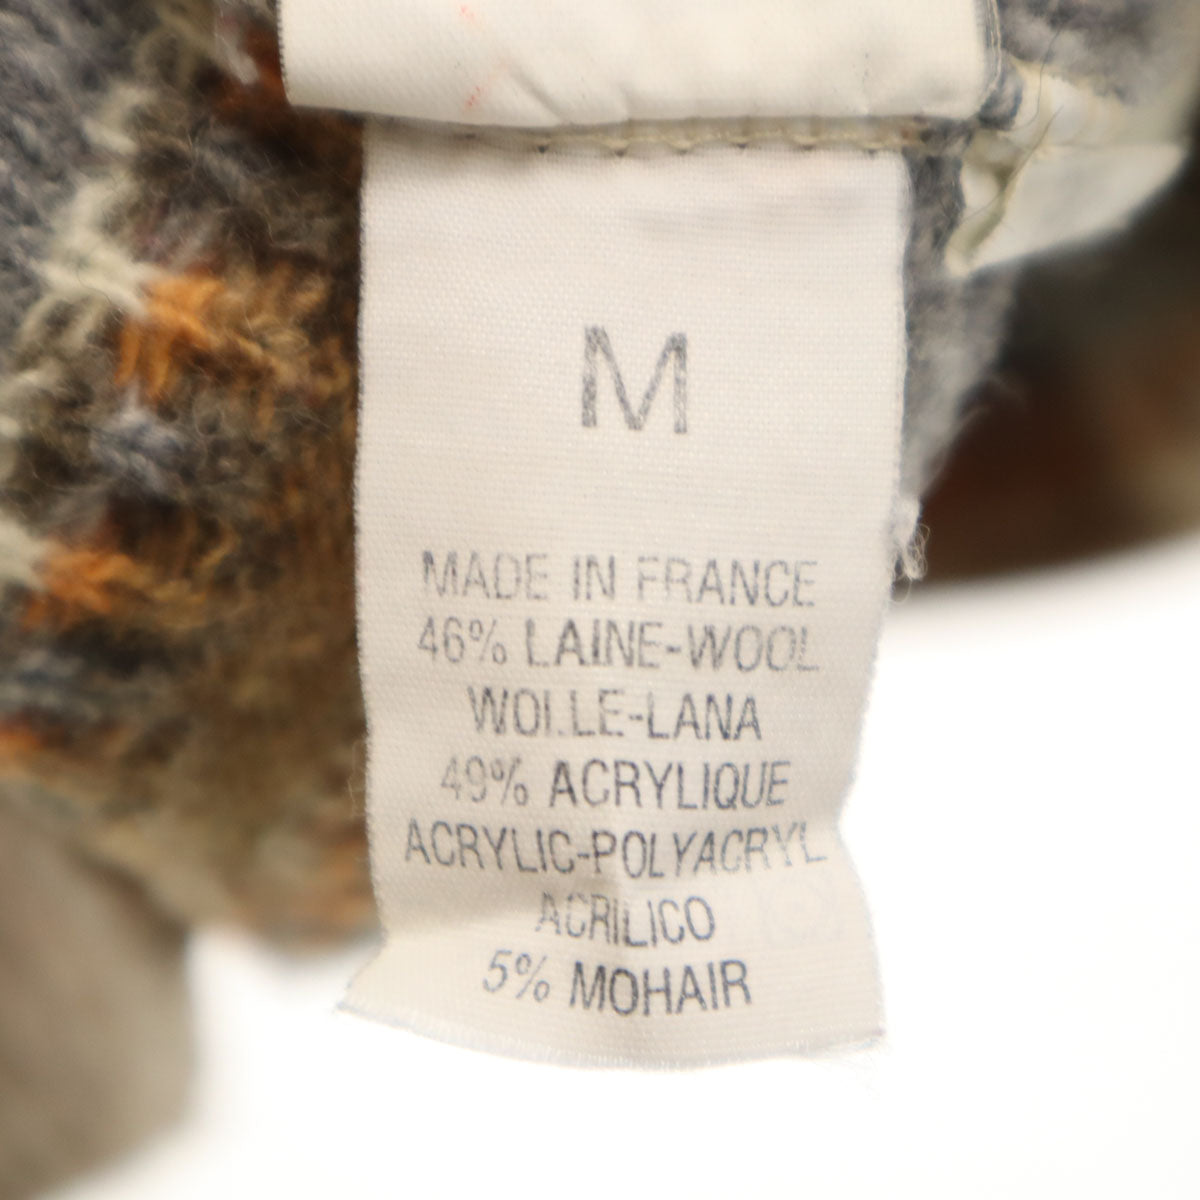 M
MADE IN FRANCE
46% LAINE-WOOL
WOLLE-LANA
49% ACRYLIQUE
ACRYLIC-POLYACRYL
ACRILICO
5% MOHAIR